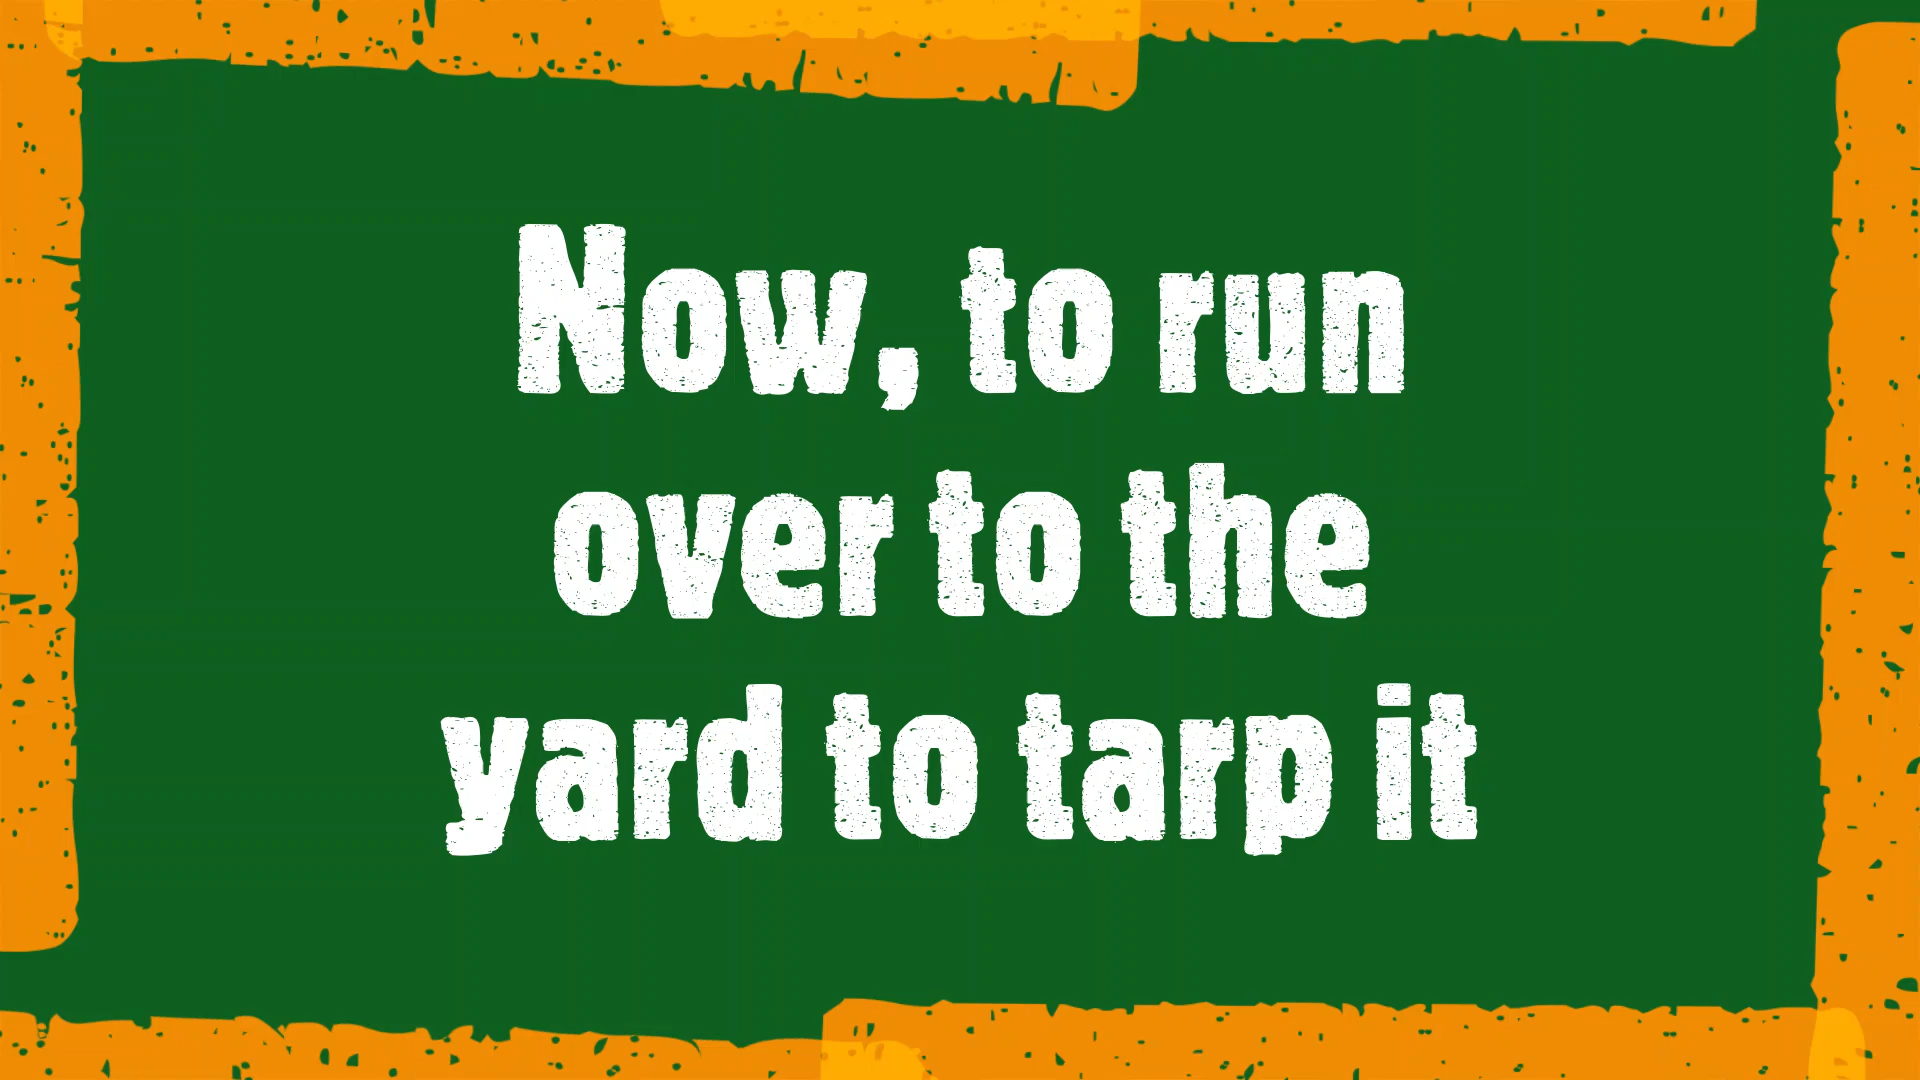 Now, to run
over to the
yard to tarp it